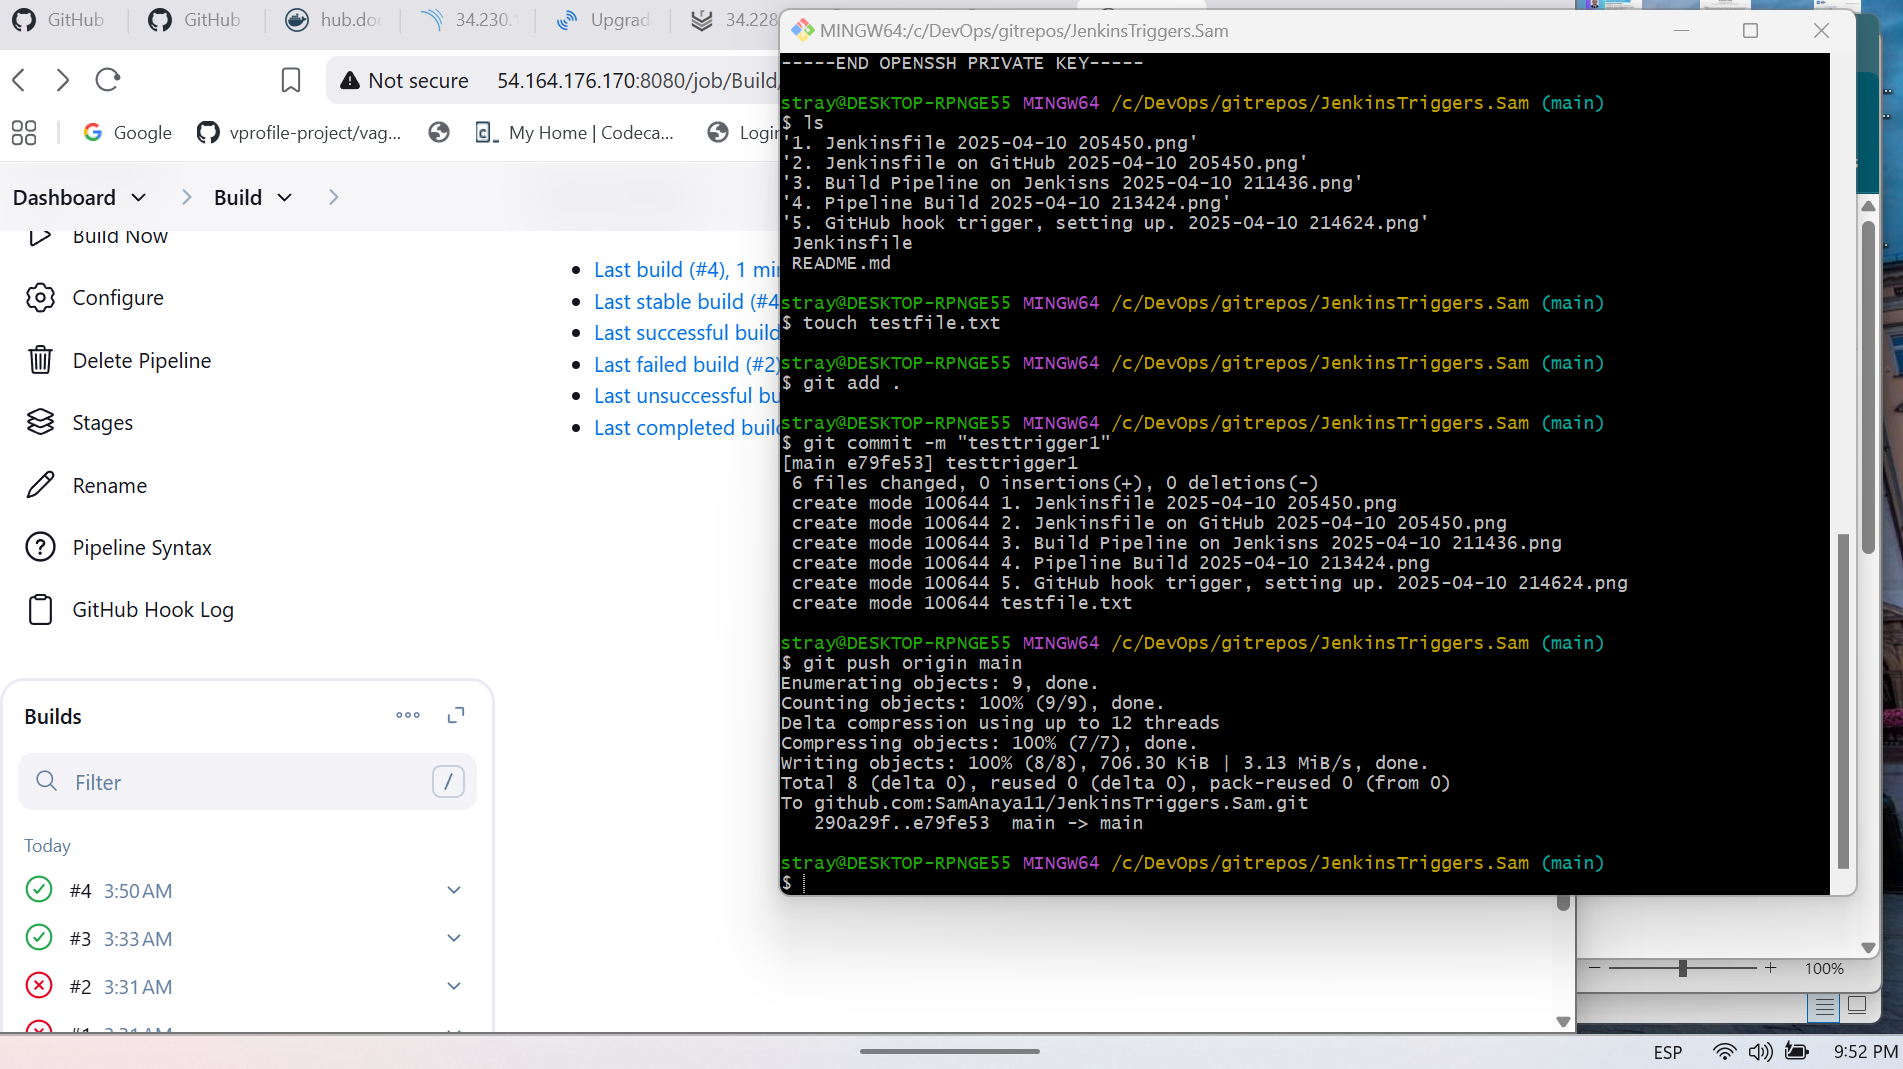 GitHub
GitHub
hub.doc
34.230.
Upgrad
34.228
Not secure 54.164.176.170:8080/job/Build/
Google
vprofile-project/vag...
My Home | Codeca...
Login
Dashboard
Build
Build Now
Configure
Delete Pipeline
Stages
Rename
Pipeline Syntax
GitHub Hook Log
Last build (#4), 1 min
Last stable build (#4
Last successful build
Last failed build (#2)
Last unsuccessful bu
Last completed build
Builds
Filter /
Today
#4 3:50 AM
#3 3:33 AM
#2 3:31 AM
#1 3:31 AM
MINGW64:/c/DevOps/gitrepos/JenkinsTriggers.Sam
-----END OPENSSH PRIVATE KEY-----
stray@DESKTOP-RPNGE55 MINGW64 /c/DevOps/gitrepos/JenkinsTriggers.Sam (main)
$ ls
'1. Jenkinsfile 2025-04-10 205450.png'
'2. Jenkinsfile on GitHub 2025-04-10 205450.png'
'3. Build Pipeline on Jenkisns 2025-04-10 211436.png'
'4. Pipeline Build 2025-04-10 213424.png'
'5. GitHub hook trigger, setting up. 2025-04-10 214624.png'
Jenkinsfile
README.md
stray@DESKTOP-RPNGE55 MINGW64 /c/DevOps/gitrepos/JenkinsTriggers.Sam (main)
$ touch testfile.txt
stray@DESKTOP-RPNGE55 MINGW64 /c/DevOps/gitrepos/JenkinsTriggers.Sam (main)
$ git add .
stray@DESKTOP-RPNGE55 MINGW64 /c/DevOps/gitrepos/JenkinsTriggers.Sam (main)
$ git commit -m "testtrigger1"
[main e79fe53] testtrigger1
6 files changed, 0 insertions(+), 0 deletions(-)
create mode 100644 1. Jenkinsfile 2025-04-10 205450.png
create mode 100644 2. Jenkinsfile on GitHub 2025-04-10 205450.png
create mode 100644 3. Build Pipeline on Jenkisns 2025-04-10 211436.png
create mode 100644 4. Pipeline Build 2025-04-10 213424.png
create mode 100644 5. GitHub hook trigger, setting up. 2025-04-10 214624.png
create mode 100644 testfile.txt
stray@DESKTOP-RPNGE55 MINGW64 /c/DevOps/gitrepos/JenkinsTriggers.Sam (main)
$ git push origin main
Enumerating objects: 9, done.
Counting objects: 100% (9/9), done.
Delta compression using up to 12 threads
Compressing objects: 100% (7/7), done.
Writing objects: 100% (8/8), 706.30 KiB | 3.13 MiB/s, done.
Total 8 (delta 0), reused 0 (delta 0), pack-reused 0 (from 0)
To github.com:SamAnaya11/JenkinsTriggers.Sam.git
290a29f..e79fe53 main -> main
stray@DESKTOP-RPNGE55 MINGW64 /c/DevOps/gitrepos/JenkinsTriggers.Sam (main)
$
100%
ESP
9:52 PM